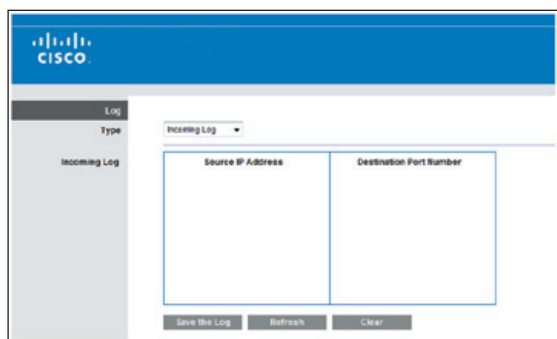 CISCO
Log
Type
Incoming Log
Incoming Log
Source IP Address
Destination Port Number
Save the Log
Refresh
Clear